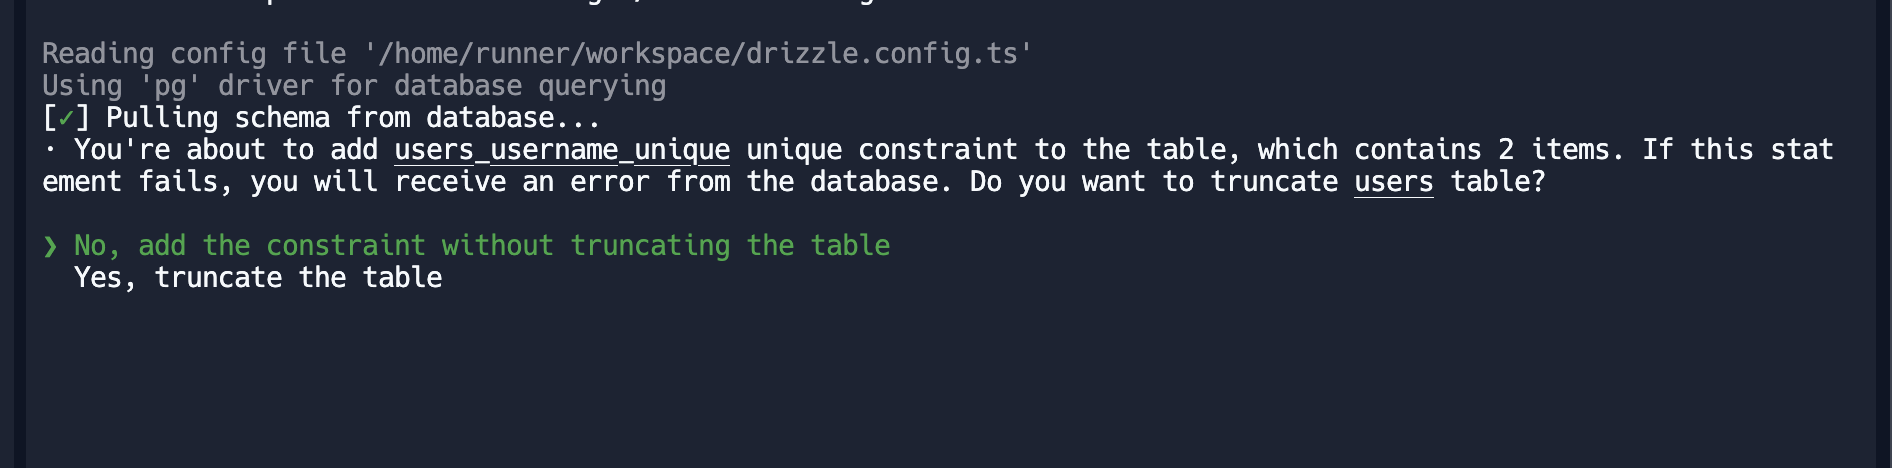 Reading config file '/home/runner/workspace/drizzle.config.ts'
Using 'pg' driver for database querying
[✓] Pulling schema from database...
· You're about to add users_username_unique unique constraint to the table, which contains 2 items. If this stat
ement fails, you will receive an error from the database. Do you want to truncate users table?
❯ No, add the constraint without truncating the table
Yes, truncate the table